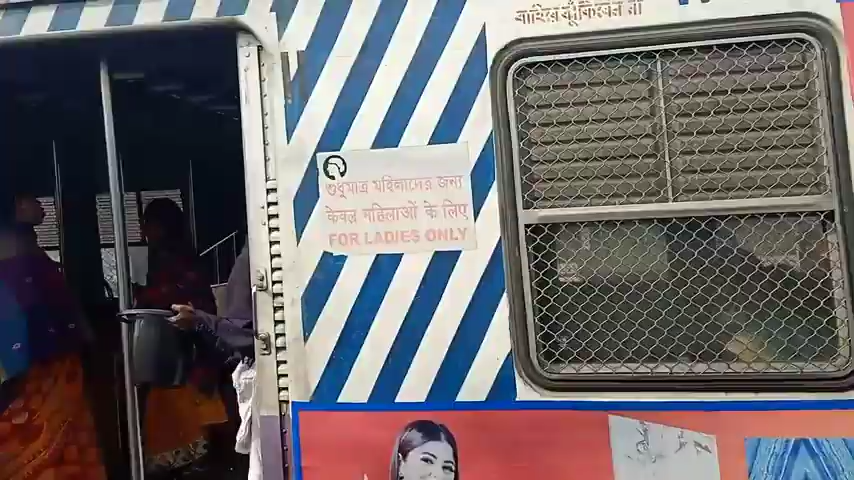 বাহিরে ঝুঁকিবেন না
শুধুমাত্র মহিলাদের জন্য
केवल महिलाओं के लिए
FOR LADIES ONLY